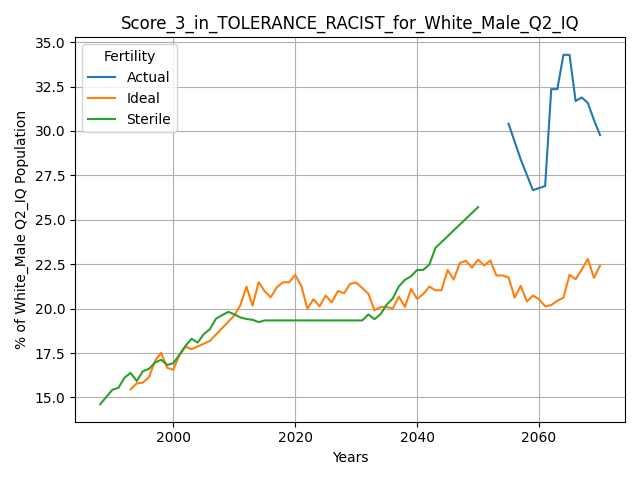 Score_3_in_TOLERANCE_RACIST_for_White_Male_Q2_IQ
% of White_Male Q2_IQ Population
35.0
32.5
30.0
27.5
25.0
22.5
20.0
17.5
15.0
Fertility
Actual
Ideal
Sterile
2000 2020 2040 2060
Years